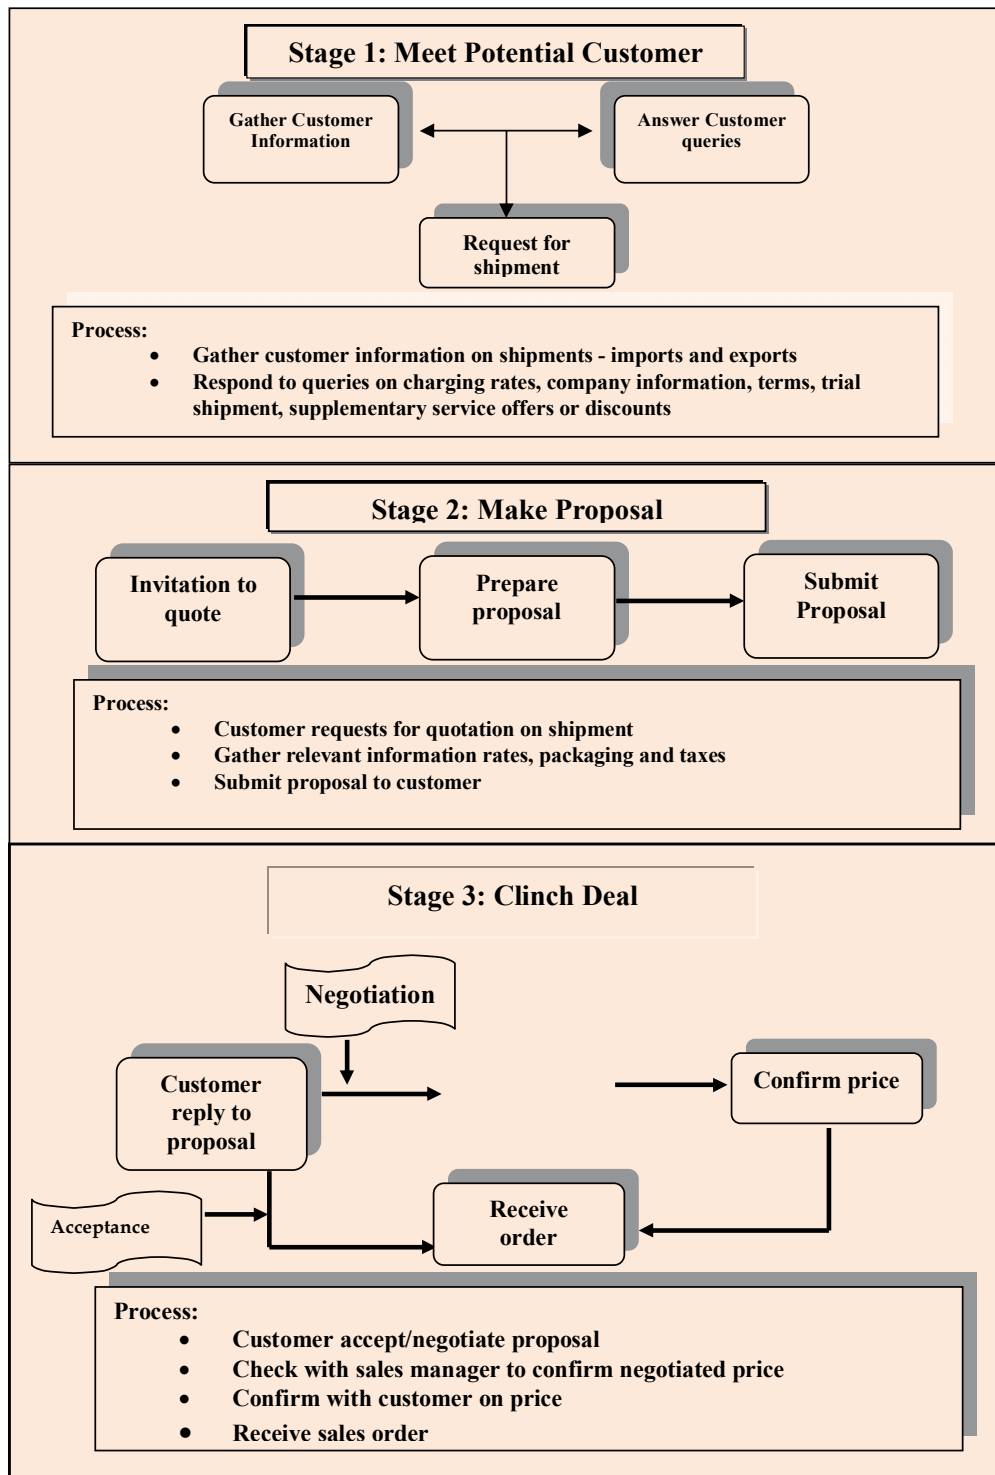 Stage 1: Meet Potential Customer
Gather Customer
Information
Answer Customer
queries
Request for
shipment
Process:
• Gather customer information on shipments - imports and exports
• Respond to queries on charging rates, company information, terms, trial
shipment, supplementary service offers or discounts
Stage 2: Make Proposal
Invitation to
quote
Prepare
proposal
Submit
Proposal
Process:
• Customer requests for quotation on shipment
• Gather relevant information rates, packaging and taxes
• Submit proposal to customer
Stage 3: Clinch Deal
Negotiation
Customer
reply to
proposal
Confirm price
Acceptance
Receive
order
Process:
• Customer accept/negotiate proposal
• Check with sales manager to confirm negotiated price
• Confirm with customer on price
• Receive sales order